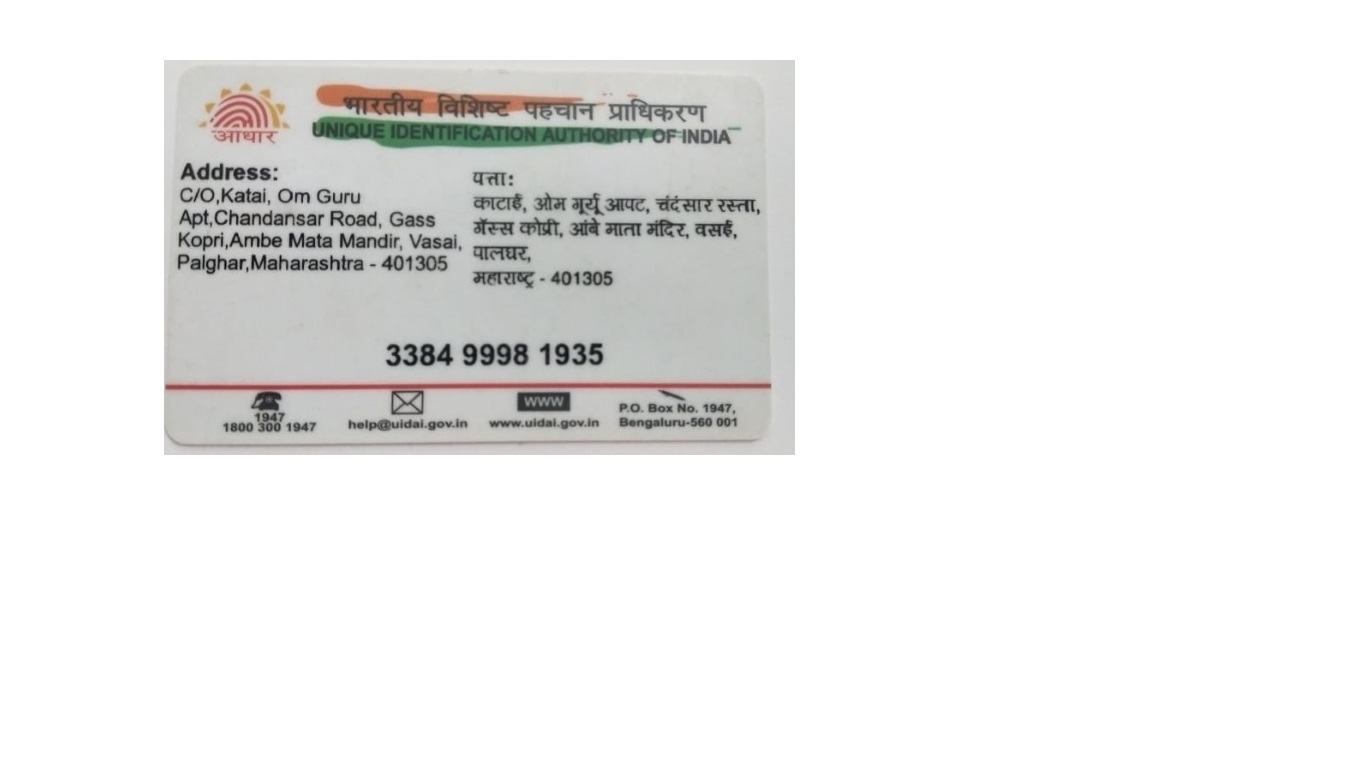 आधार
भारतीय विशिष्ट पहचान प्राधिकरण
UNIQUE IDENTIFICATION AUTHORITY OF INDIA
Address:
C/O,Katai, Om Guru
Apt,Chandansar Road, Gass
Kopri,Ambe Mata Mandir, Vasai,
Palghar,Maharashtra - 401305
पत्ता:
काटाई, ओम गूर्यू आपट, चंदंसार रस्ता,
गॅस्स कोप्री, आंबे माता मंदिर, वसई,
पालघर,
महाराष्ट्र - 401305
3384 9998 1935
1947
1800 300 1947
help@uidai.gov.in
WWW
www.uidai.gov.in
P.O. Box No. 1947,
Bengaluru-560 001